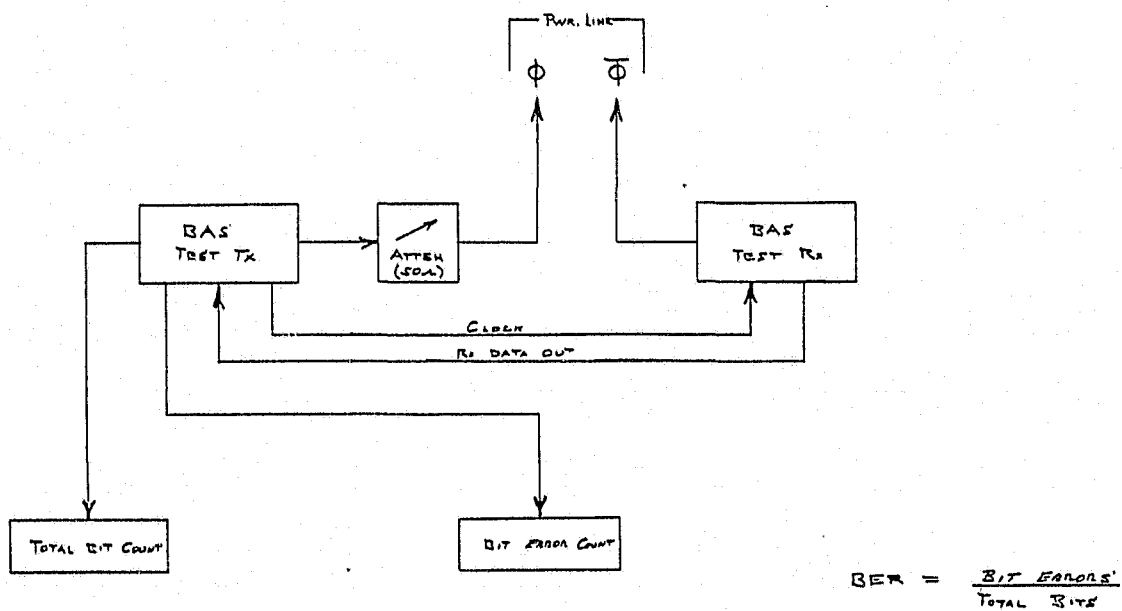 PWR. LINE
Φ Φ̅
BAS
TEST TX
ATTEN
(50Ω)
BAS
TEST RX
CLOCK
RX DATA OUT
TOTAL BIT COUNT
BIT ERROR COUNT
BER = BIT ERRORS
TOTAL BITS